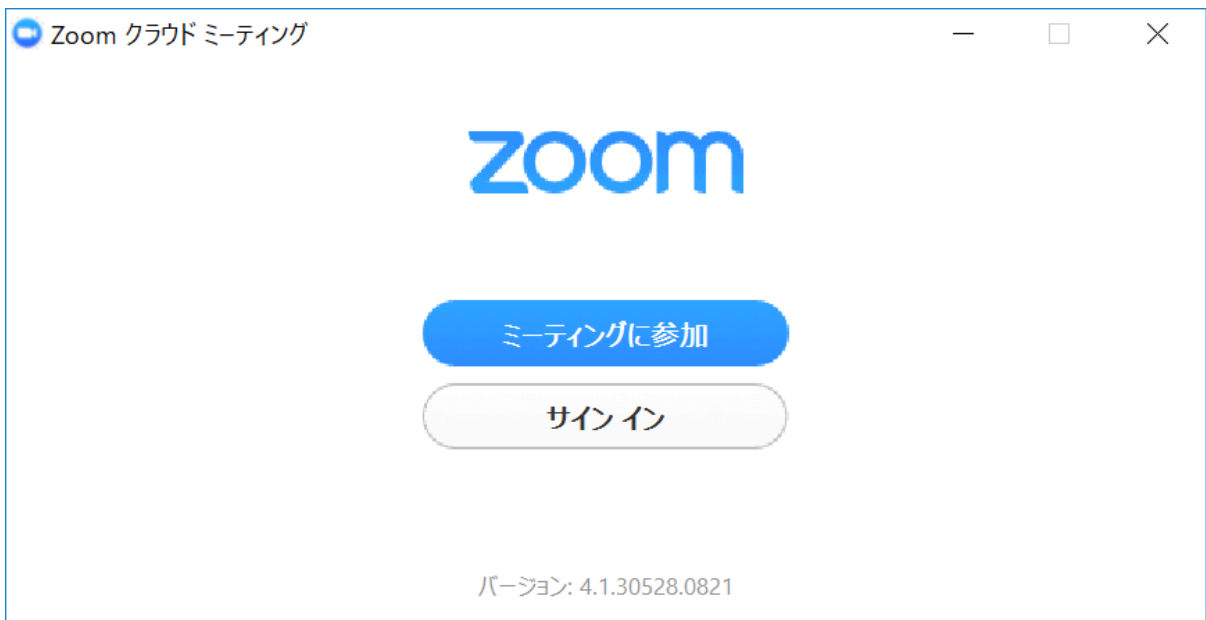 Zoom クラウド ミーティング
zoom
ミーティングに参加
サイン イン
バージョン: 4.1.30528.0821